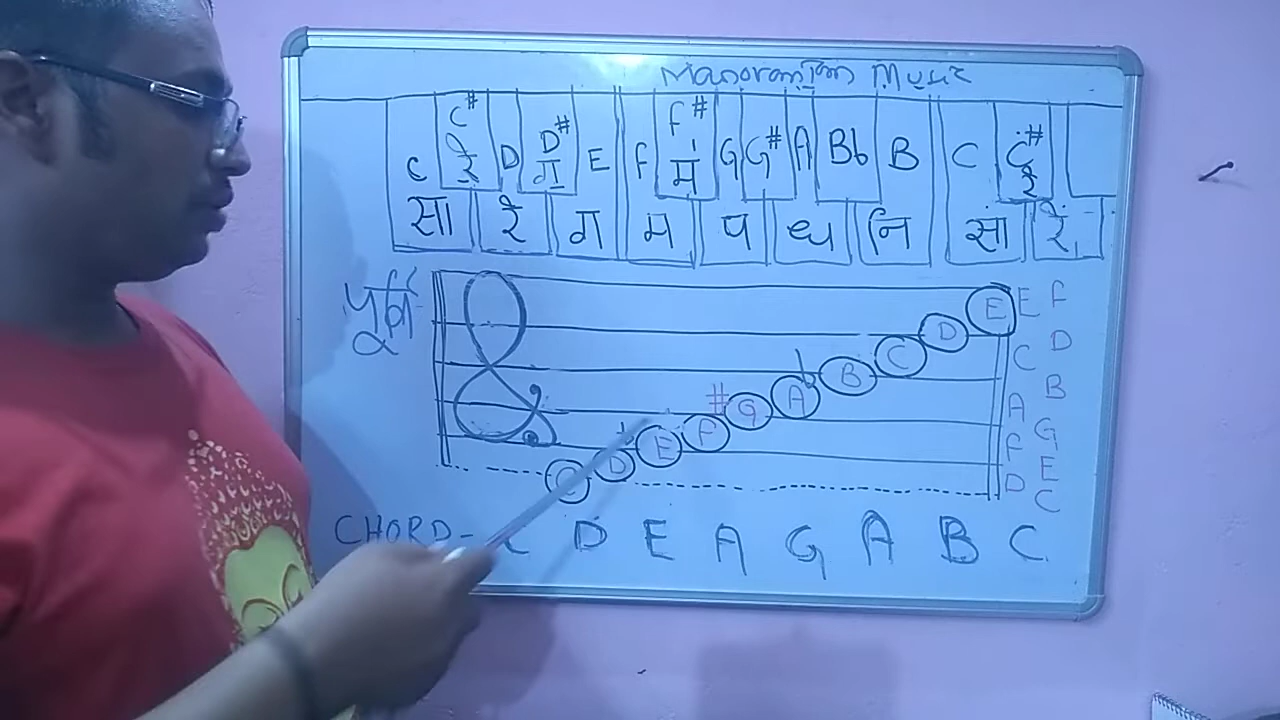 Manoranjan Music
C C# रे D D# ग E F F# म G G# A Bb B C C# रे
सा रे ग म प ध नि सां रें
E F
D E
C D
B C
A b B
G A
# G
F
E
D
C
CHORD - C D E A G A B C